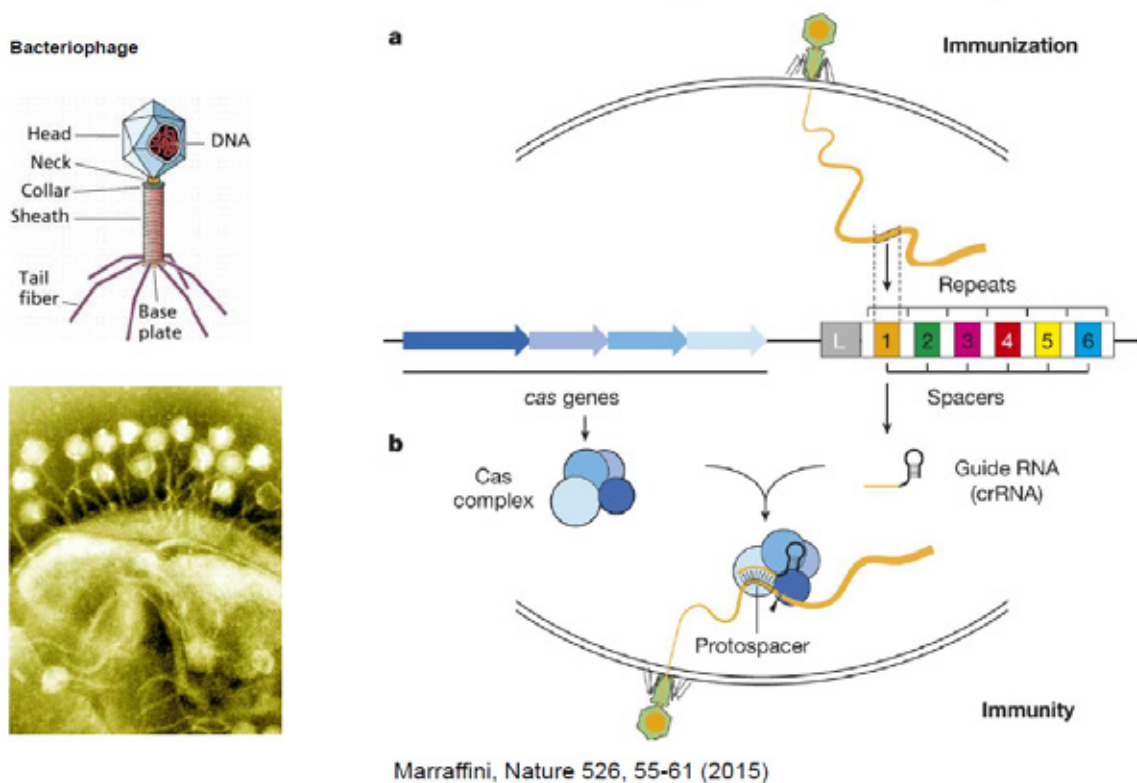 Bacteriophage
Head
DNA
Neck
Collar
Sheath
Tail
fiber
Base
plate
a
Immunization
Repeats
L 1 2 3 4 5 6
cas genes
Spacers
b
Cas
complex
Guide RNA
(crRNA)
Protospacer
Immunity
Marraffini, Nature 526, 55-61 (2015)